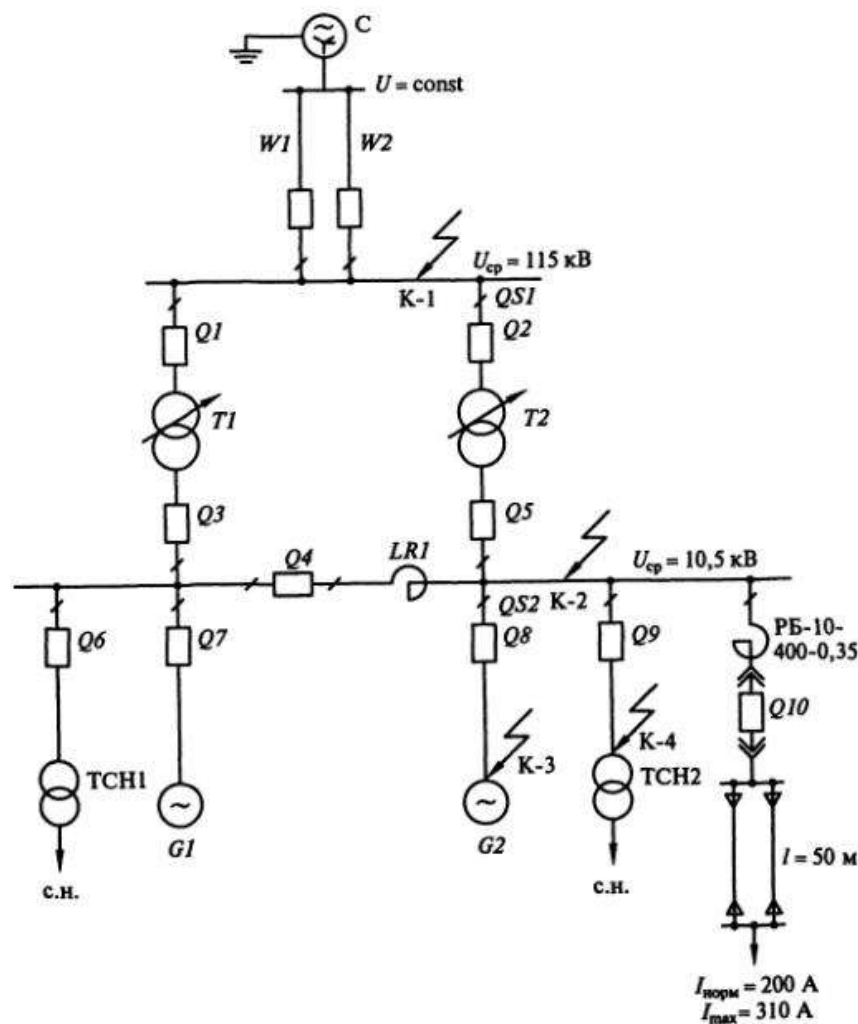 С
U = const
W1 W2
Uср = 115 кВ
К-1 QS1
Q1 Q2
T1 T2
Q3 Q5
Q4 LR1 Uср = 10,5 кВ
QS2 К-2
Q6 Q7 Q8 Q9 РБ-10-
400-0,35
Q10
К-3 К-4
ТСН1 ТСН2
G1 G2
l = 50 м
с.н. с.н.
Iнорм = 200 А
Imax = 310 А